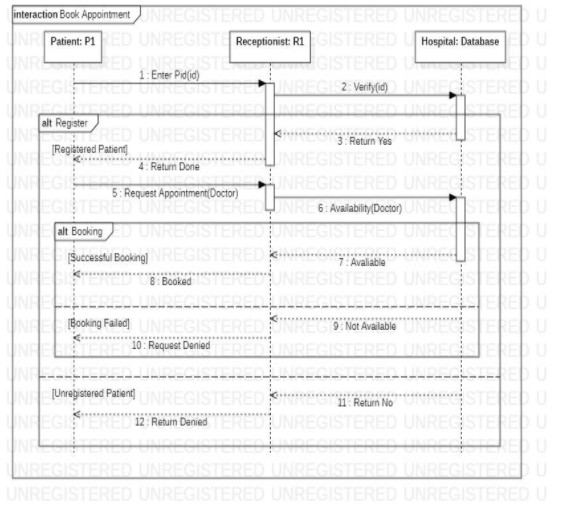 interaction Book Appointment
Patient: P1
Receptionist: R1
Hospital: Database
1 : Enter Pid(id)
2 : Verify(id)
alt Register
3 : Return Yes
[Registered Patient]
4 : Return Done
5 : Request Appointment(Doctor)
6 : Availability(Doctor)
alt Booking
[Successful Booking]
7 : Avaliable
8 : Booked
[Booking Failed]
9 : Not Available
10 : Request Denied
[Unregistered Patient]
11 : Return No
12 : Return Denied
UNREGISTERED UNREGISTERED UNREGISTERED UNREGISTERED U